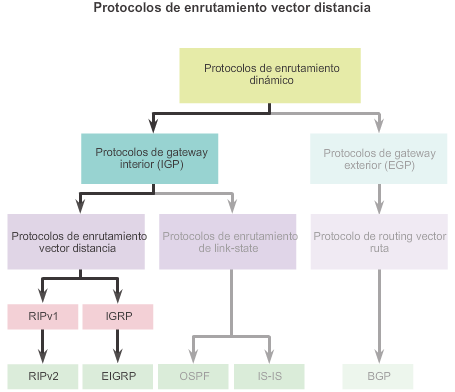 Protocolos de enrutamiento vector distancia
Protocolos de enrutamiento
dinámico
Protocolos de gateway
interior (IGP)
Protocolos de gateway
exterior (EGP)
Protocolos de enrutamiento
vector distancia
Protocolos de enrutamiento
de link-state
Protocolo de routing vector
ruta
RIPv1
IGRP
RIPv2
EIGRP
OSPF
IS-IS
BGP